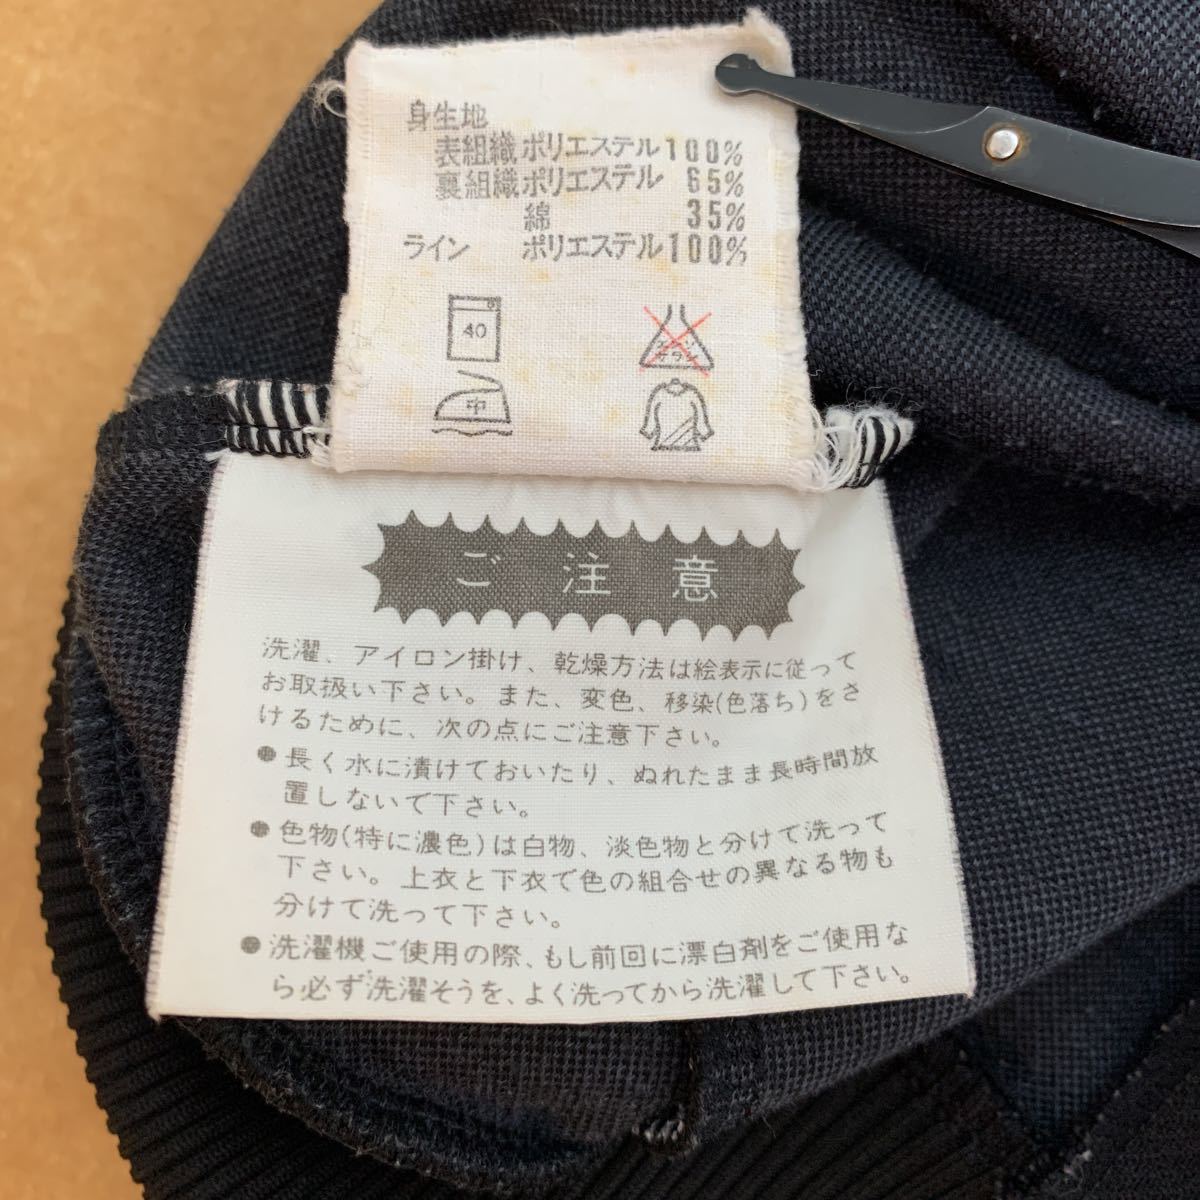 身生地
表組織ポリエステル100%
裏組織ポリエステル 65%
綿 35%
ライン ポリエステル100%
40
エンソ
ケワシ
中
ご注意
洗濯、アイロン掛け、乾燥方法は絵表示に従って
お取扱い下さい。また、変色、移染(色落ち)をさ
けるために、次の点にご注意下さい。
●長く水に漬けておいたり、ぬれたまま長時間放
置しないで下さい。
●色物(特に濃色)は白物、淡色物と分けて洗って
下さい。上衣と下衣で色の組合せの異なる物も
分けて洗って下さい。
●洗濯機ご使用の際、もし前回に漂白剤をご使用な
ら必ず洗濯そうを、よく洗ってから洗濯して下さい。